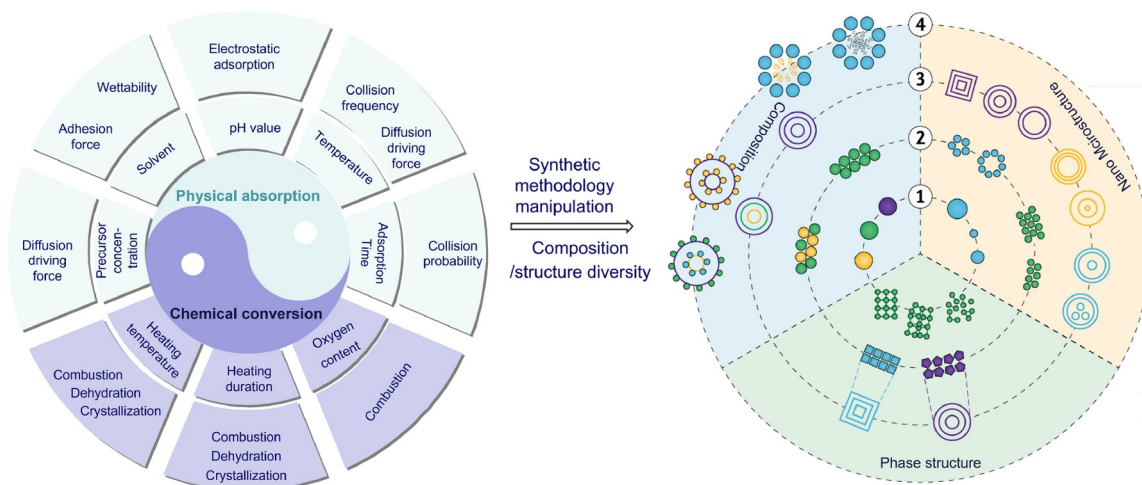 Electrostatic
adsorption
Wettability
Collision
frequency
Adhesion
force
Solvent
pH value
Temperature
Diffusion
driving
force
Physical absorption
Diffusion
driving
force
Precursor
concen-
tration
Adsorption
Time
Collision
probability
Chemical conversion
Heating
temperature
Heating
duration
Oxygen
content
Combustion
Dehydration
Crystallization
Combustion
Dehydration
Crystallization
Combustion
Synthetic
methodology
manipulation
Composition
/structure diversity
4
3
2
1
Composition
Nano Mcirostructure
Phase structure